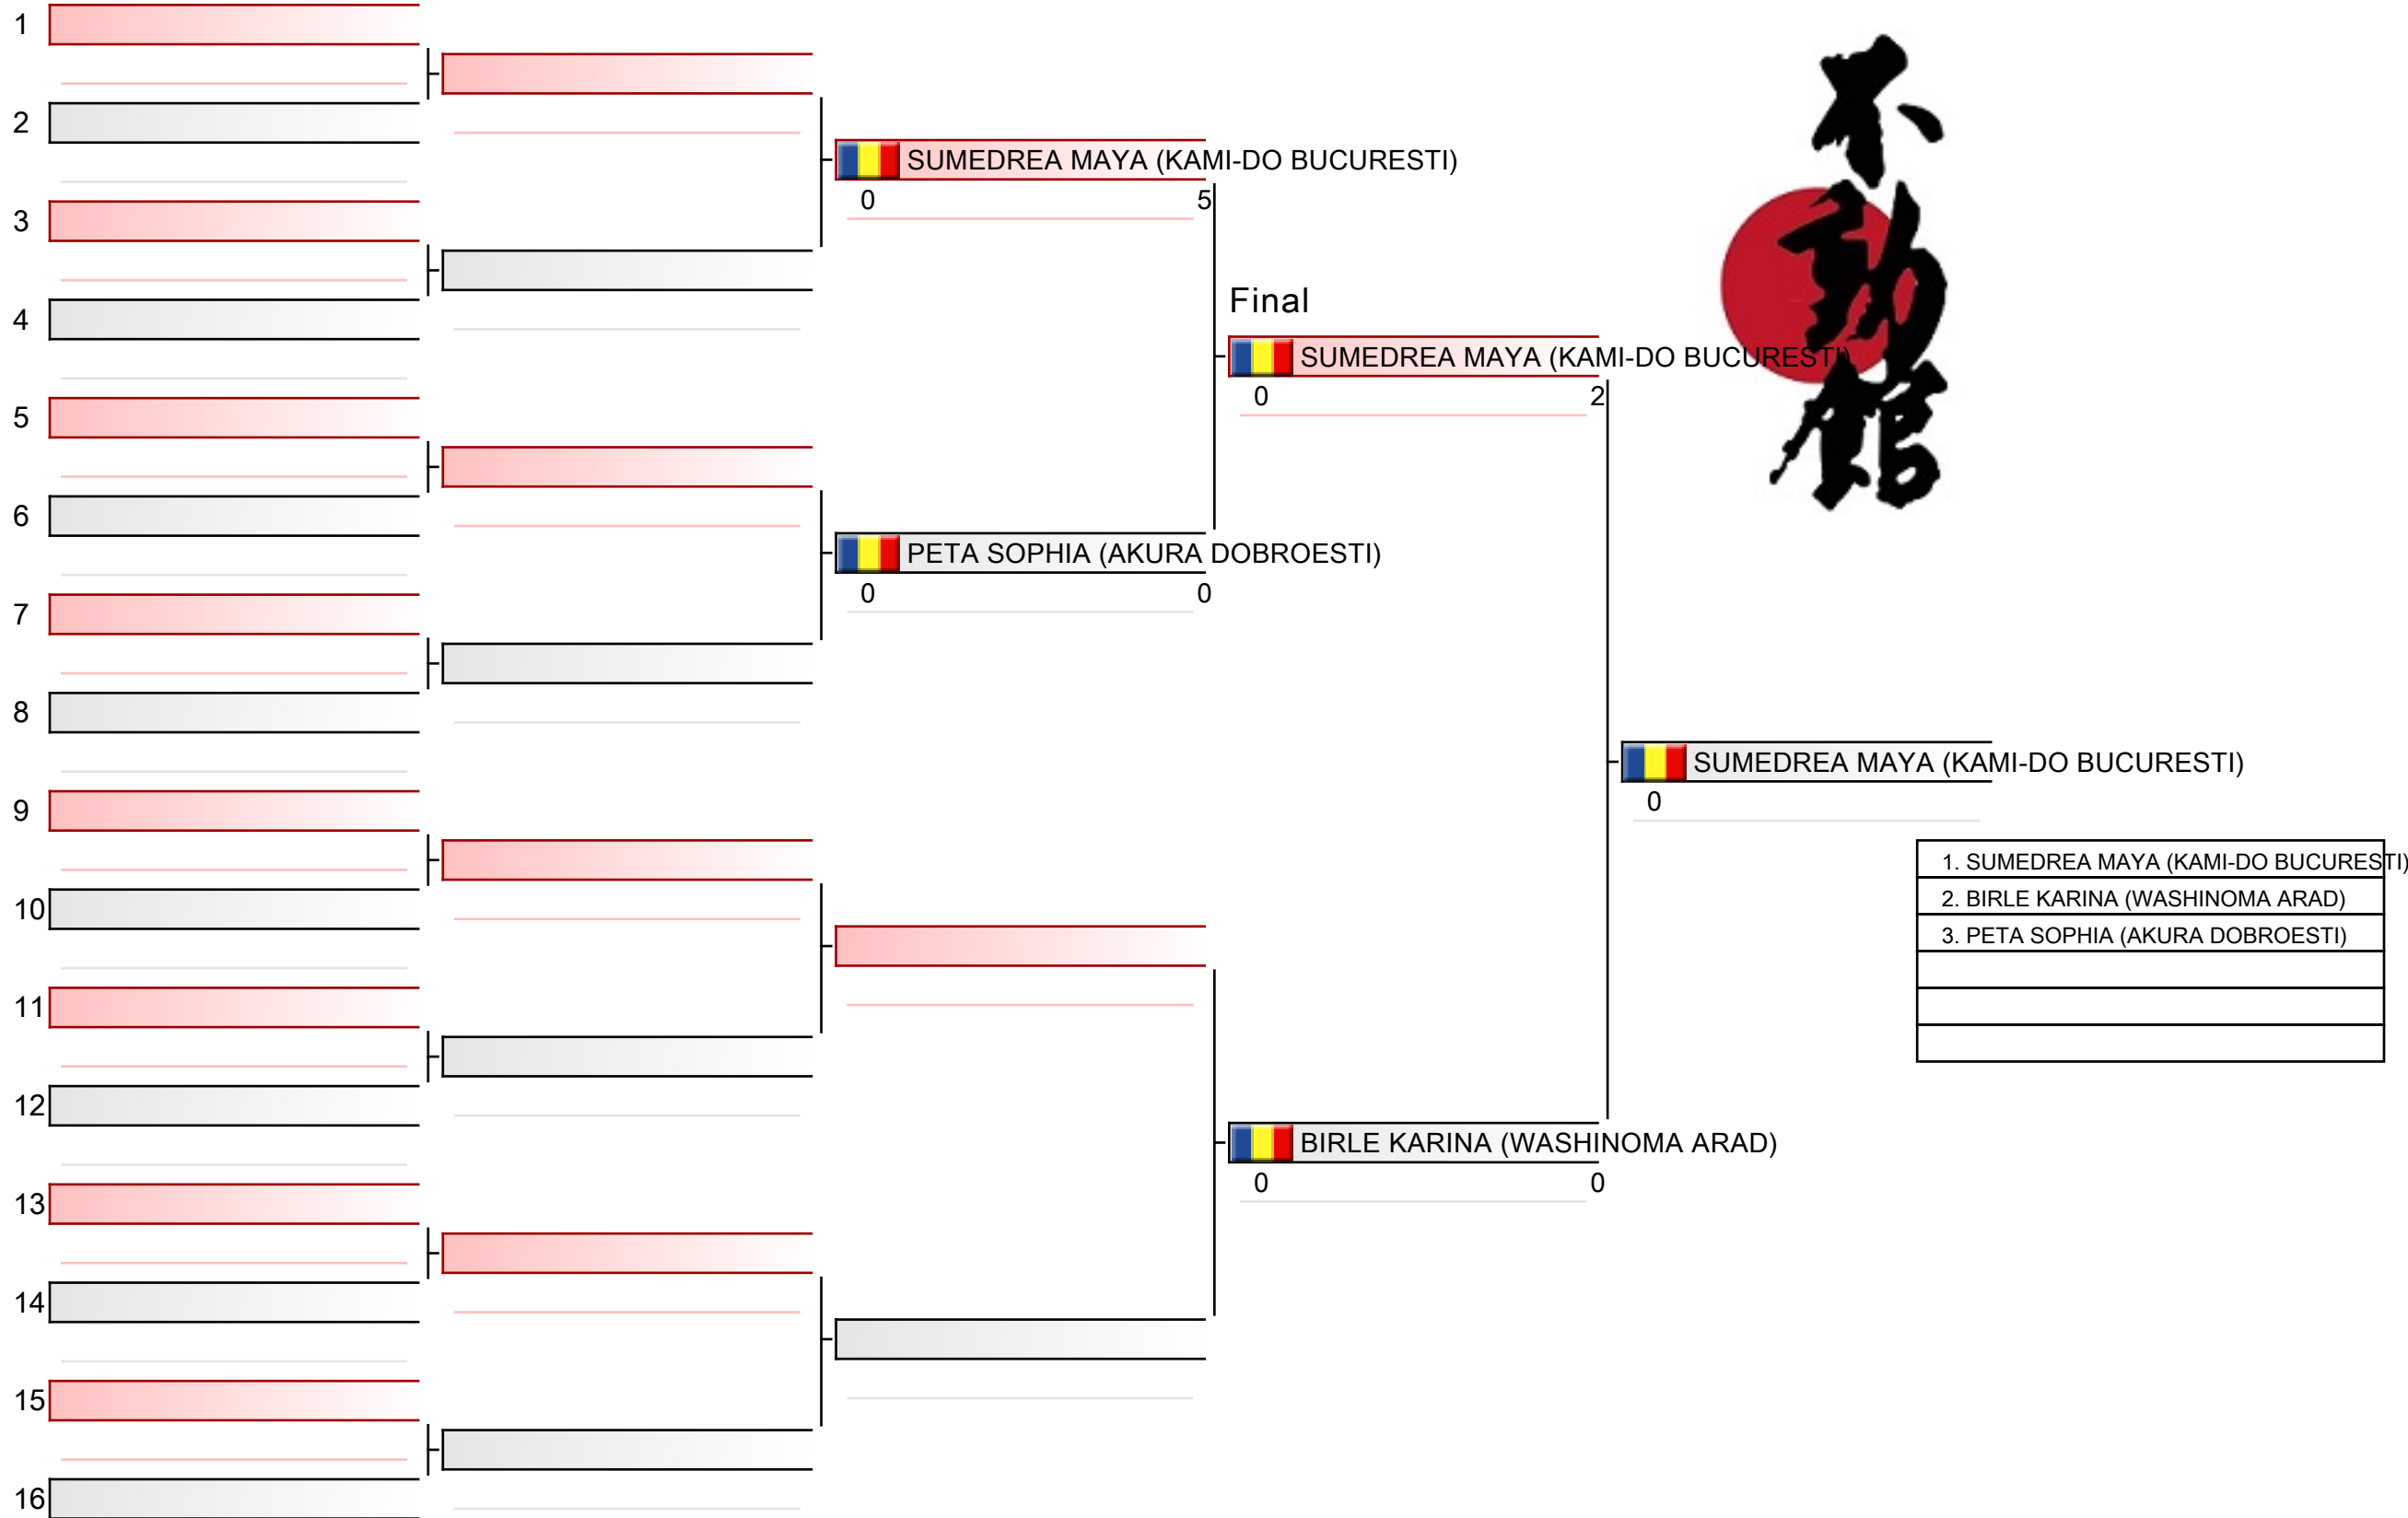 1
2
SUMEDREA MAYA (KAMI-DO BUCURESTI)
0 5
3
4
Final
SUMEDREA MAYA (KAMI-DO BUCURESTI)
0 2
5
6
PETA SOPHIA (AKURA DOBROESTI)
0 0
7
8
SUMEDREA MAYA (KAMI-DO BUCURESTI)
0
9
1. SUMEDREA MAYA (KAMI-DO BUCURESTI)
2. BIRLE KARINA (WASHINOMA ARAD)
3. PETA SOPHIA (AKURA DOBROESTI)
10
11
12
BIRLE KARINA (WASHINOMA ARAD)
0 0
13
14
15
16
不
動
館